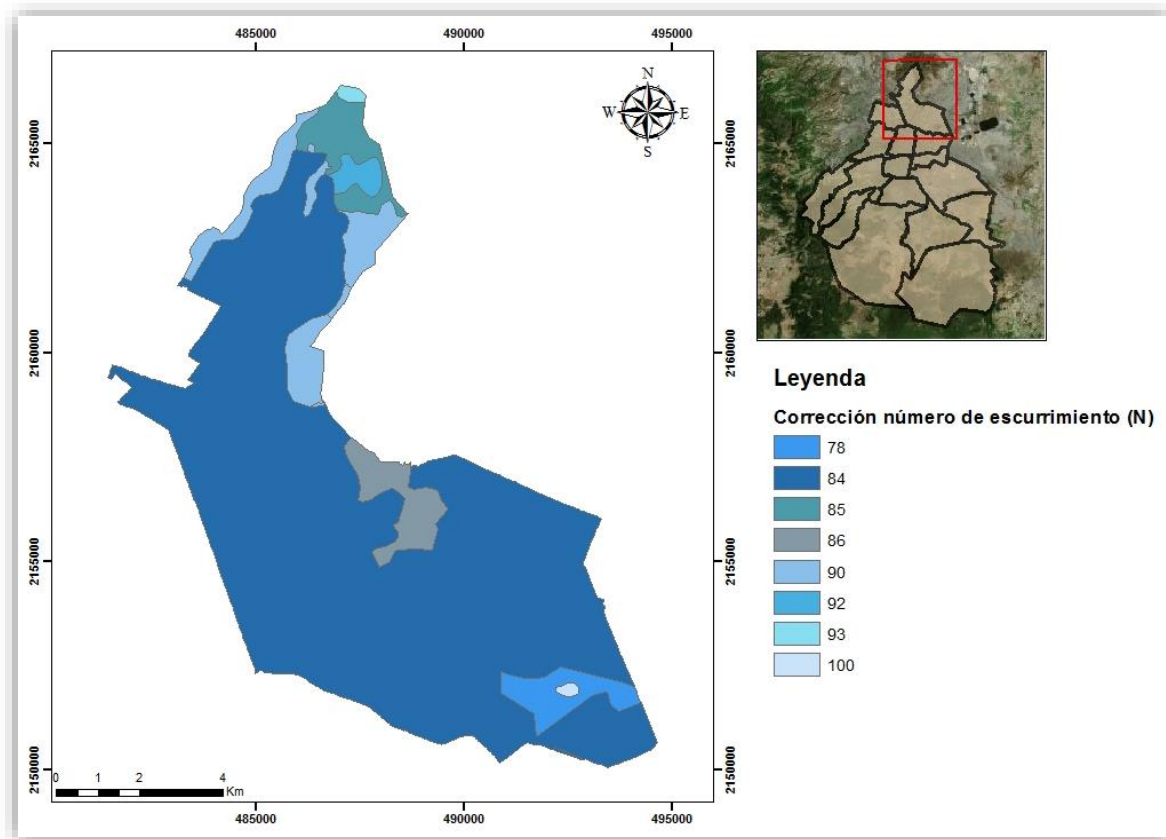 485000 490000 495000
N
W E
S
2165000 2165000
2160000 2160000
2155000 2155000
2150000 2150000
0 1 2 4
Km
485000 490000 495000
Leyenda
Corrección número de escurrimiento (N)
78
84
85
86
90
92
93
100